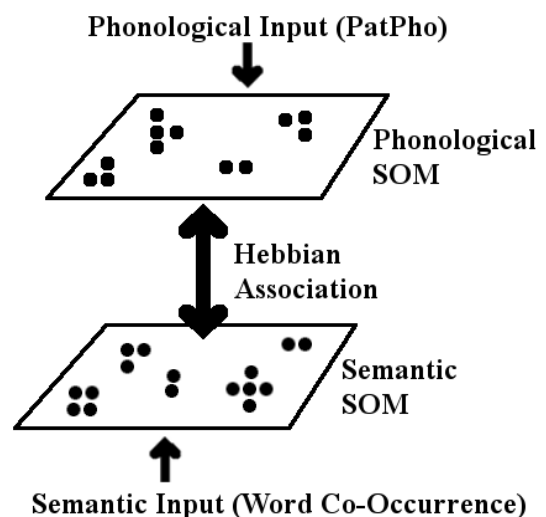 Phonological Input (PatPho)
Phonological
SOM
Hebbian
Association
Semantic
SOM
Semantic Input (Word Co-Occurrence)